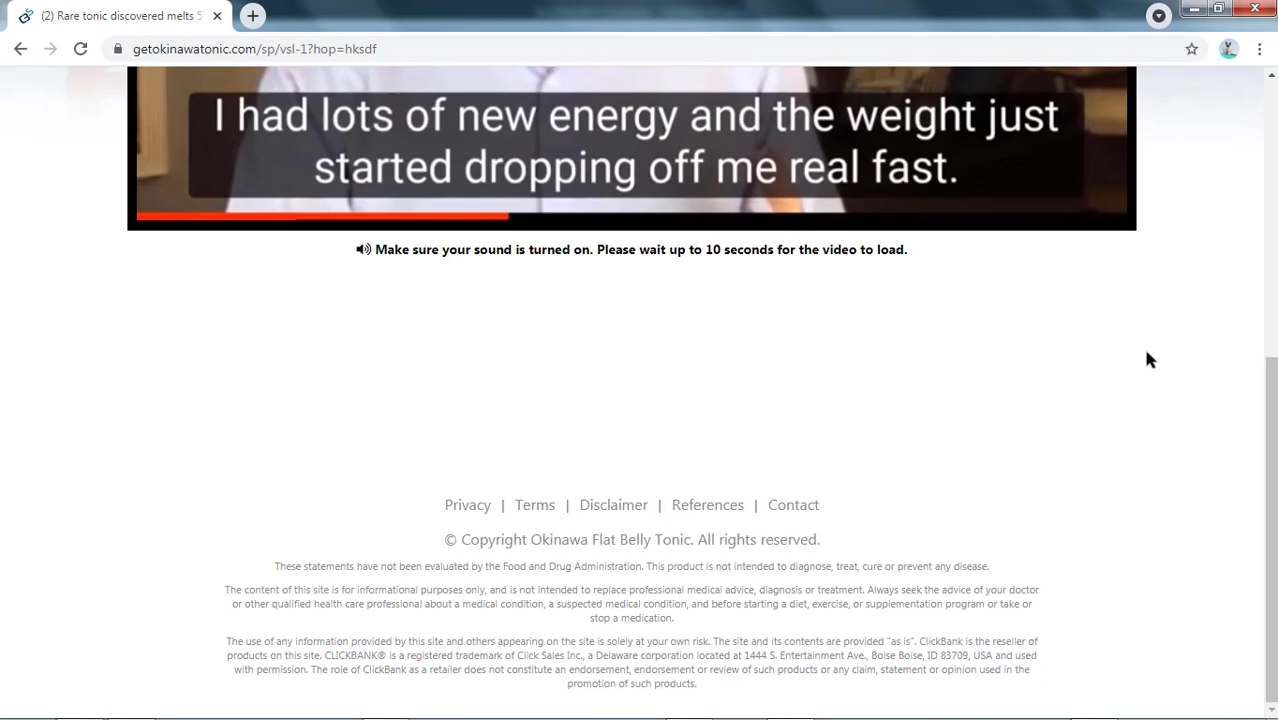 (2) Rare tonic discovered melts 5
getokinawatonic.com/sp/vsl-1?hop=hksdf
I had lots of new energy and the weight just
started dropping off me real fast.
Make sure your sound is turned on. Please wait up to 10 seconds for the video to load.
Privacy | Terms | Disclaimer | References | Contact
© Copyright Okinawa Flat Belly Tonic. All rights reserved.
These statements have not been evaluated by the Food and Drug Administration. This product is not intended to diagnose, treat, cure or prevent any disease.
The content of this site is for informational purposes only, and is not intended to replace professional medical advice, diagnosis or treatment. Always seek the advice of your doctor
or other qualified health care professional about a medical condition, a suspected medical condition, and before starting a diet, exercise, or supplementation program or take or
stop a medication.
The use of any information provided by this site and others appearing on the site is solely at your own risk. The site and its contents are provided "as is". ClickBank is the reseller of
products on this site. CLICKBANK® is a registered trademark of Click Sales Inc., a Delaware corporation located at 1444 S. Entertainment Ave., Boise Boise, ID 83709, USA and used
with permission. The role of ClickBank as a retailer does not constitute an endorsement, endorsement or review of such products or any claim, statement or opinion used in the
promotion of such products.